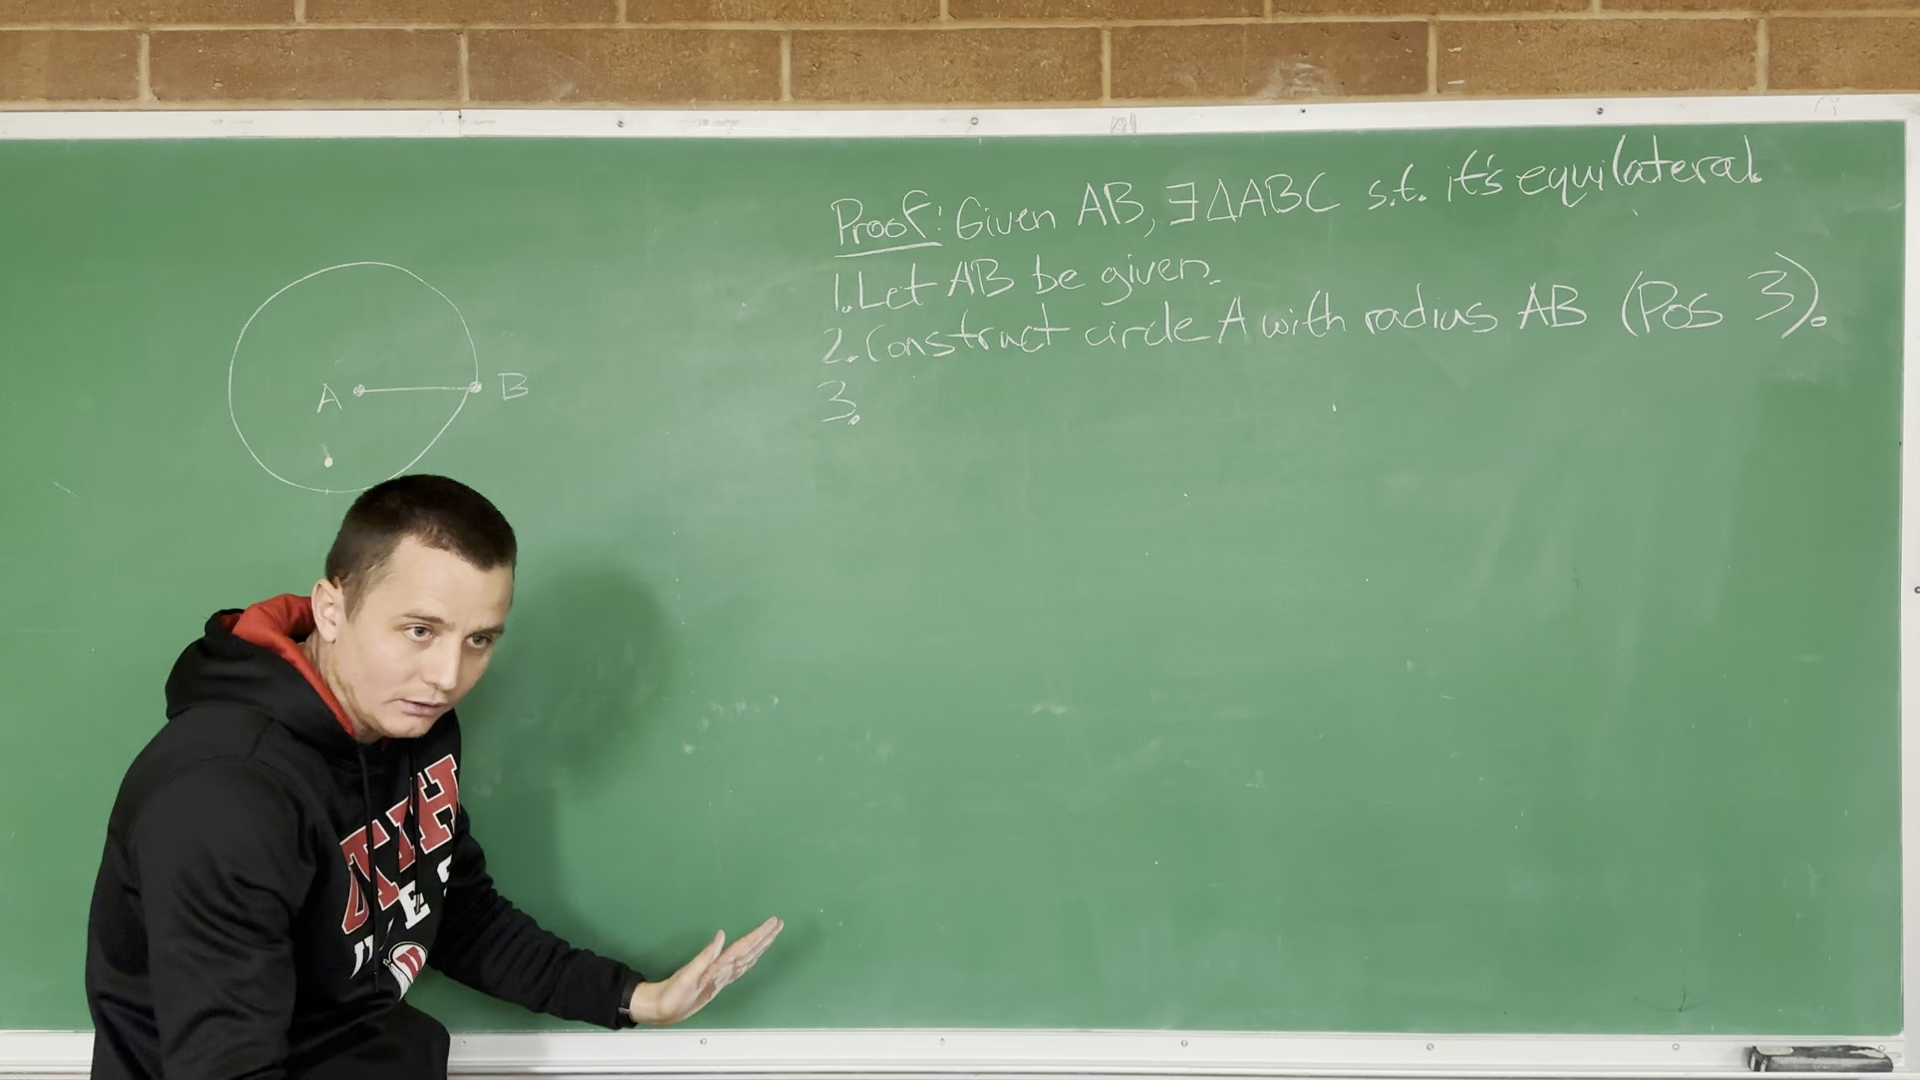 Proof: Given AB, ∃ΔABC s.t. it's equilateral.
1. Let AB be given.
2. Construct circle A with radius AB (Pos 3).
3.
A
B
UTAH